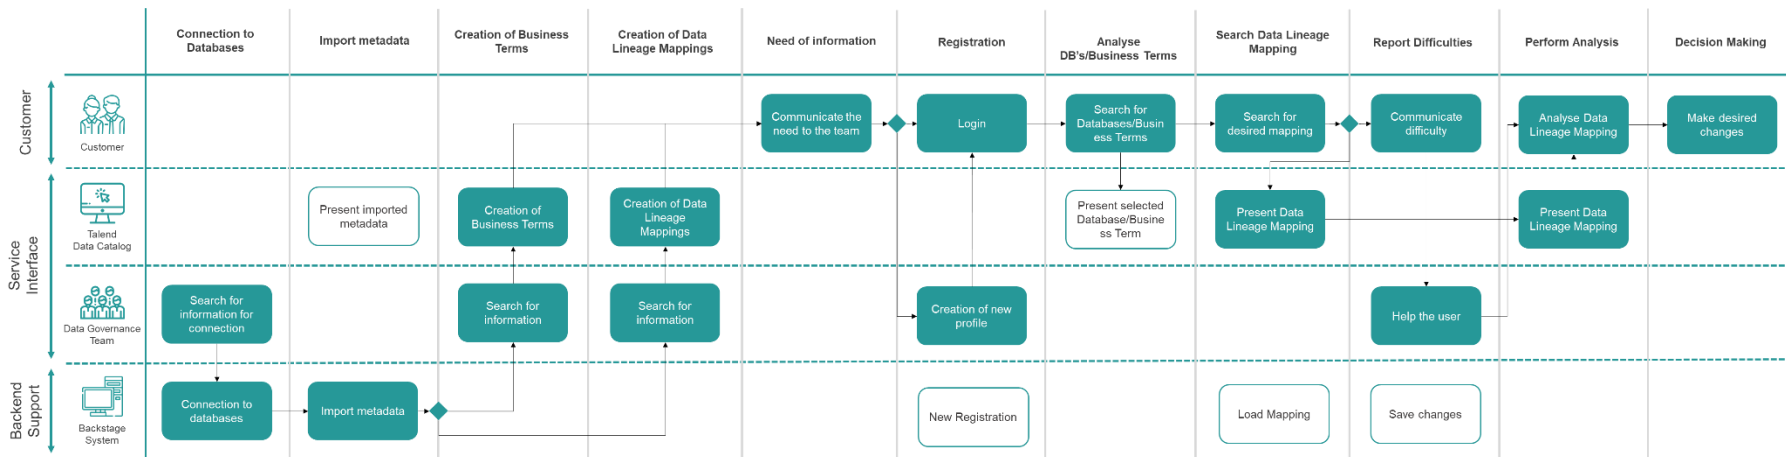 Connection to
Databases
Import metadata
Creation of Business
Terms
Creation of Data
Lineage Mappings
Need of information
Registration
Analyse
DB's/Business Terms
Search Data Lineage
Mapping
Report Difficulties
Perform Analysis
Decision Making
Customer
Customer
Communicate the
need to the team
Login
Search for
Databases/Busin
ess Terms
Search for
desired mapping
Communicate
difficulty
Analyse Data
Lineage Mapping
Make desired
changes
Service
Interface
Talend
Data Catalog
Present imported
metadata
Creation of
Business Terms
Creation of Data
Lineage
Mappings
Present selected
Database/Busine
ss Term
Present Data
Lineage Mapping
Present Data
Lineage Mapping
Data Governance
Team
Search for
information for
connection
Search for
information
Search for
information
Creation of new
profile
Help the user
Backend
Support
Backstage
System
Connection to
databases
Import metadata
New Registration
Load Mapping
Save changes